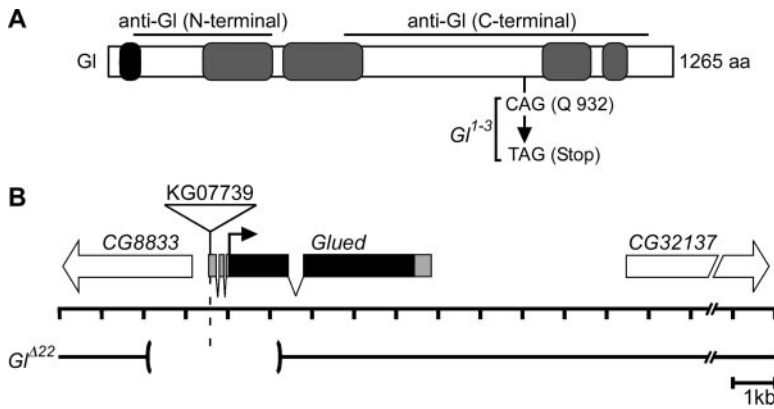 A
anti-Gl (N-terminal) anti-Gl (C-terminal)
Gl 1265 aa
CAG (Q 932)
Gl1-3
TAG (Stop)
B
KG07739
CG8833 Glued CG32137
GlΔ22
1kb